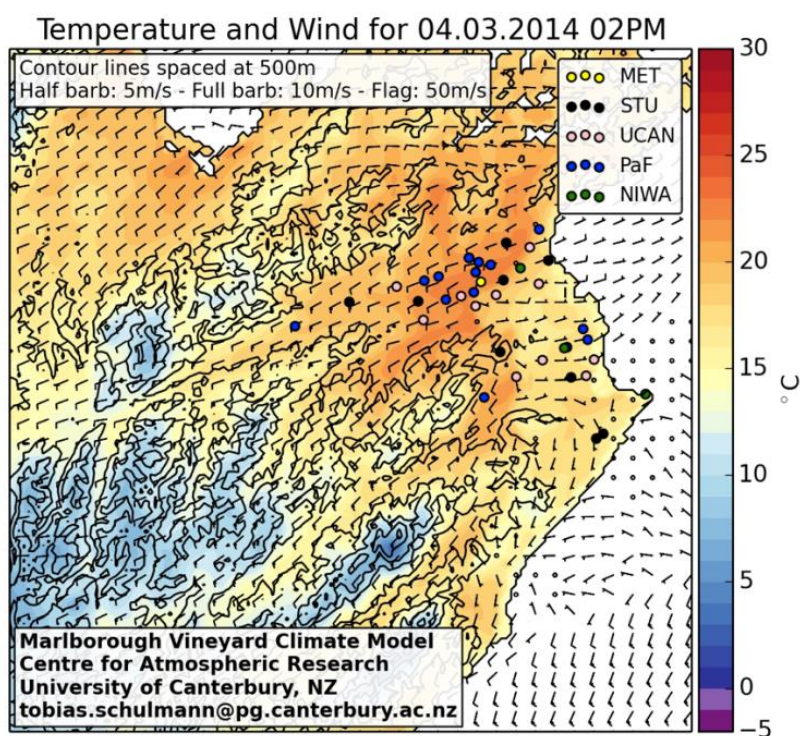 Temperature and Wind for 04.03.2014 02PM
Contour lines spaced at 500m
Half barb: 5m/s - Full barb: 10m/s - Flag: 50m/s
MET
STU
UCAN
PaF
NIWA
30
25
20
15
10
5
0
−5
°C
Marlborough Vineyard Climate Model
Centre for Atmospheric Research
University of Canterbury, NZ
tobias.schulmann@pg.canterbury.ac.nz